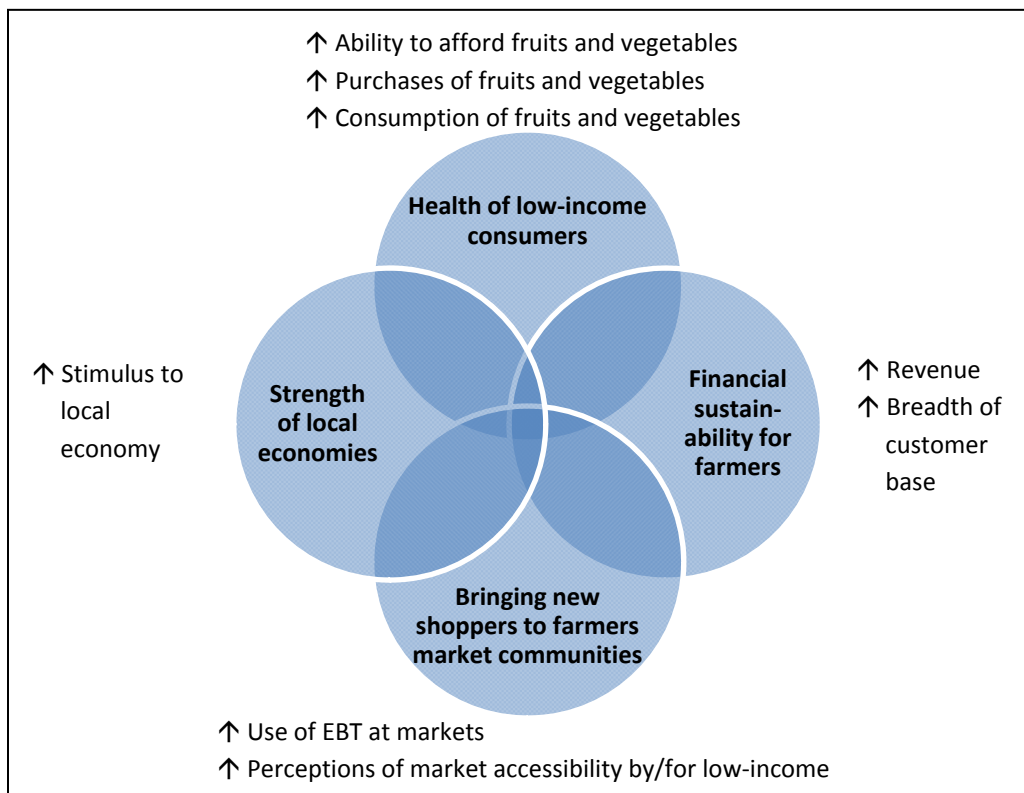 ↑ Ability to afford fruits and vegetables
↑ Purchases of fruits and vegetables
↑ Consumption of fruits and vegetables
Health of low-income
consumers
↑ Stimulus to
local
economy
Strength
of local
economies
Financial
sustain-
ability for
farmers
↑ Revenue
↑ Breadth of
customer
base
Bringing new
shoppers to farmers
market communities
↑ Use of EBT at markets
↑ Perceptions of market accessibility by/for low-income